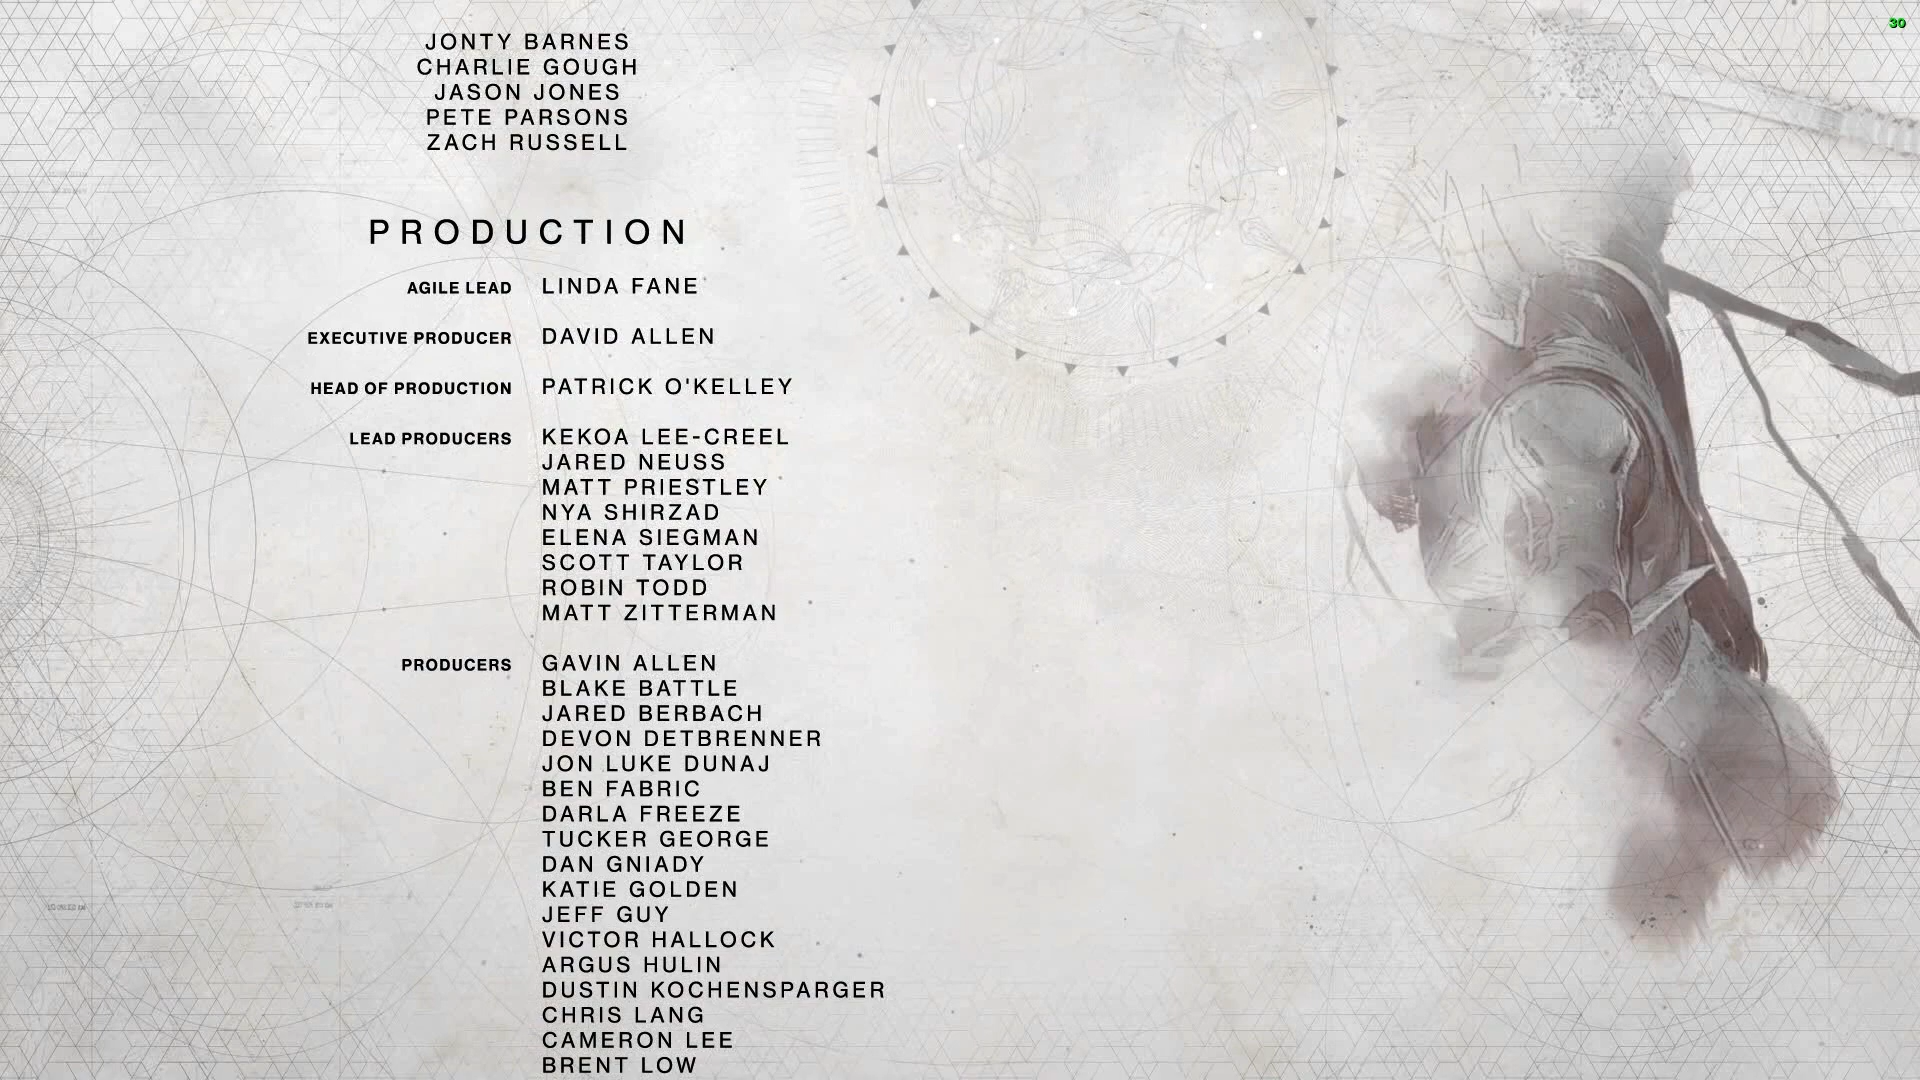 30
JONTY BARNES
CHARLIE GOUGH
JASON JONES
PETE PARSONS
ZACH RUSSELL
PRODUCTION
AGILE LEAD LINDA FANE
EXECUTIVE PRODUCER DAVID ALLEN
HEAD OF PRODUCTION PATRICK O'KELLEY
LEAD PRODUCERS KEKOA LEE-CREEL
JARED NEUSS
MATT PRIESTLEY
NYA SHIRZAD
ELENA SIEGMAN
SCOTT TAYLOR
ROBIN TODD
MATT ZITTERMAN
PRODUCERS GAVIN ALLEN
BLAKE BATTLE
JARED BERBACH
DEVON DETBRENNER
JON LUKE DUNAJ
BEN FABRIC
DARLA FREEZE
TUCKER GEORGE
DAN GNIADY
KATIE GOLDEN
JEFF GUY
VICTOR HALLOCK
ARGUS HULIN
DUSTIN KOCHENSPARGER
CHRIS LANG
CAMERON LEE
BRENT LOW